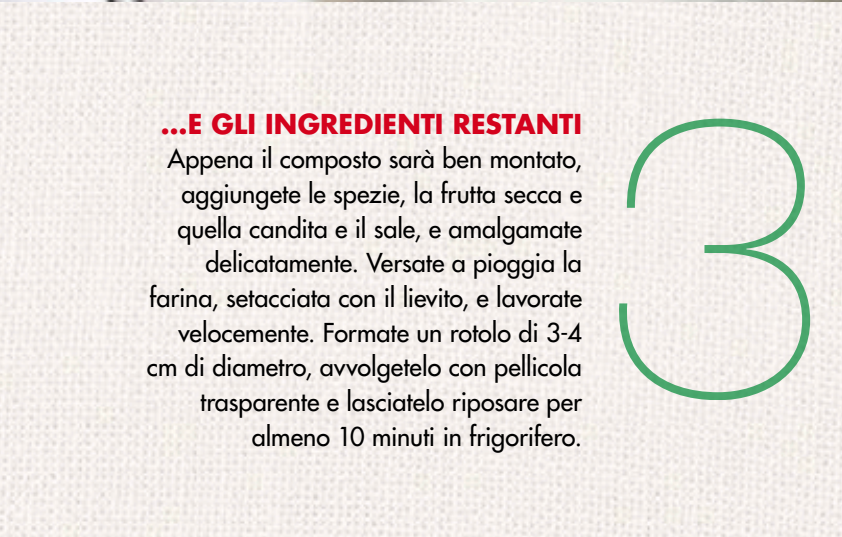 ...E GLI INGREDIENTI RESTANTI
Appena il composto sarà ben montato,
aggiungete le spezie, la frutta secca e
quella candita e il sale, e amalgamate
delicatamente. Versate a pioggia la
farina, setacciata con il lievito, e lavorate
velocemente. Formate un rotolo di 3-4
cm di diametro, avvolgetelo con pellicola
trasparente e lasciatelo riposare per
almeno 10 minuti in frigorifero.
3